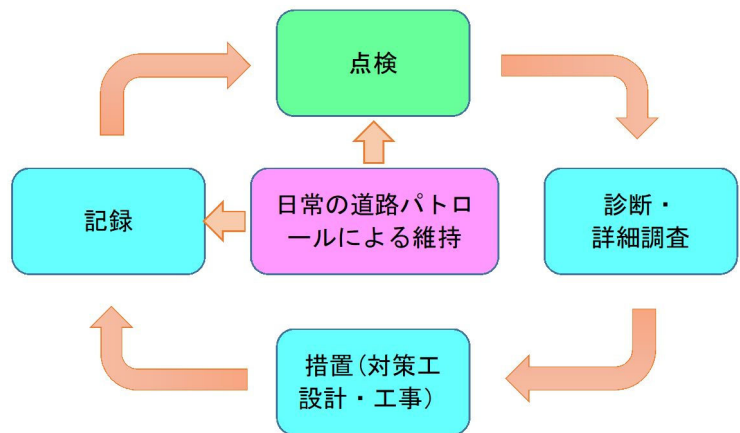 点検
記録
日常の道路パトロ
ールによる維持
診断・
詳細調査
措置(対策工
設計・工事)